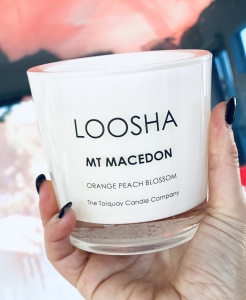 LOOSHA
MT MACEDON
ORANGE PEACH BLOSSOM
The Torquay Candle Company